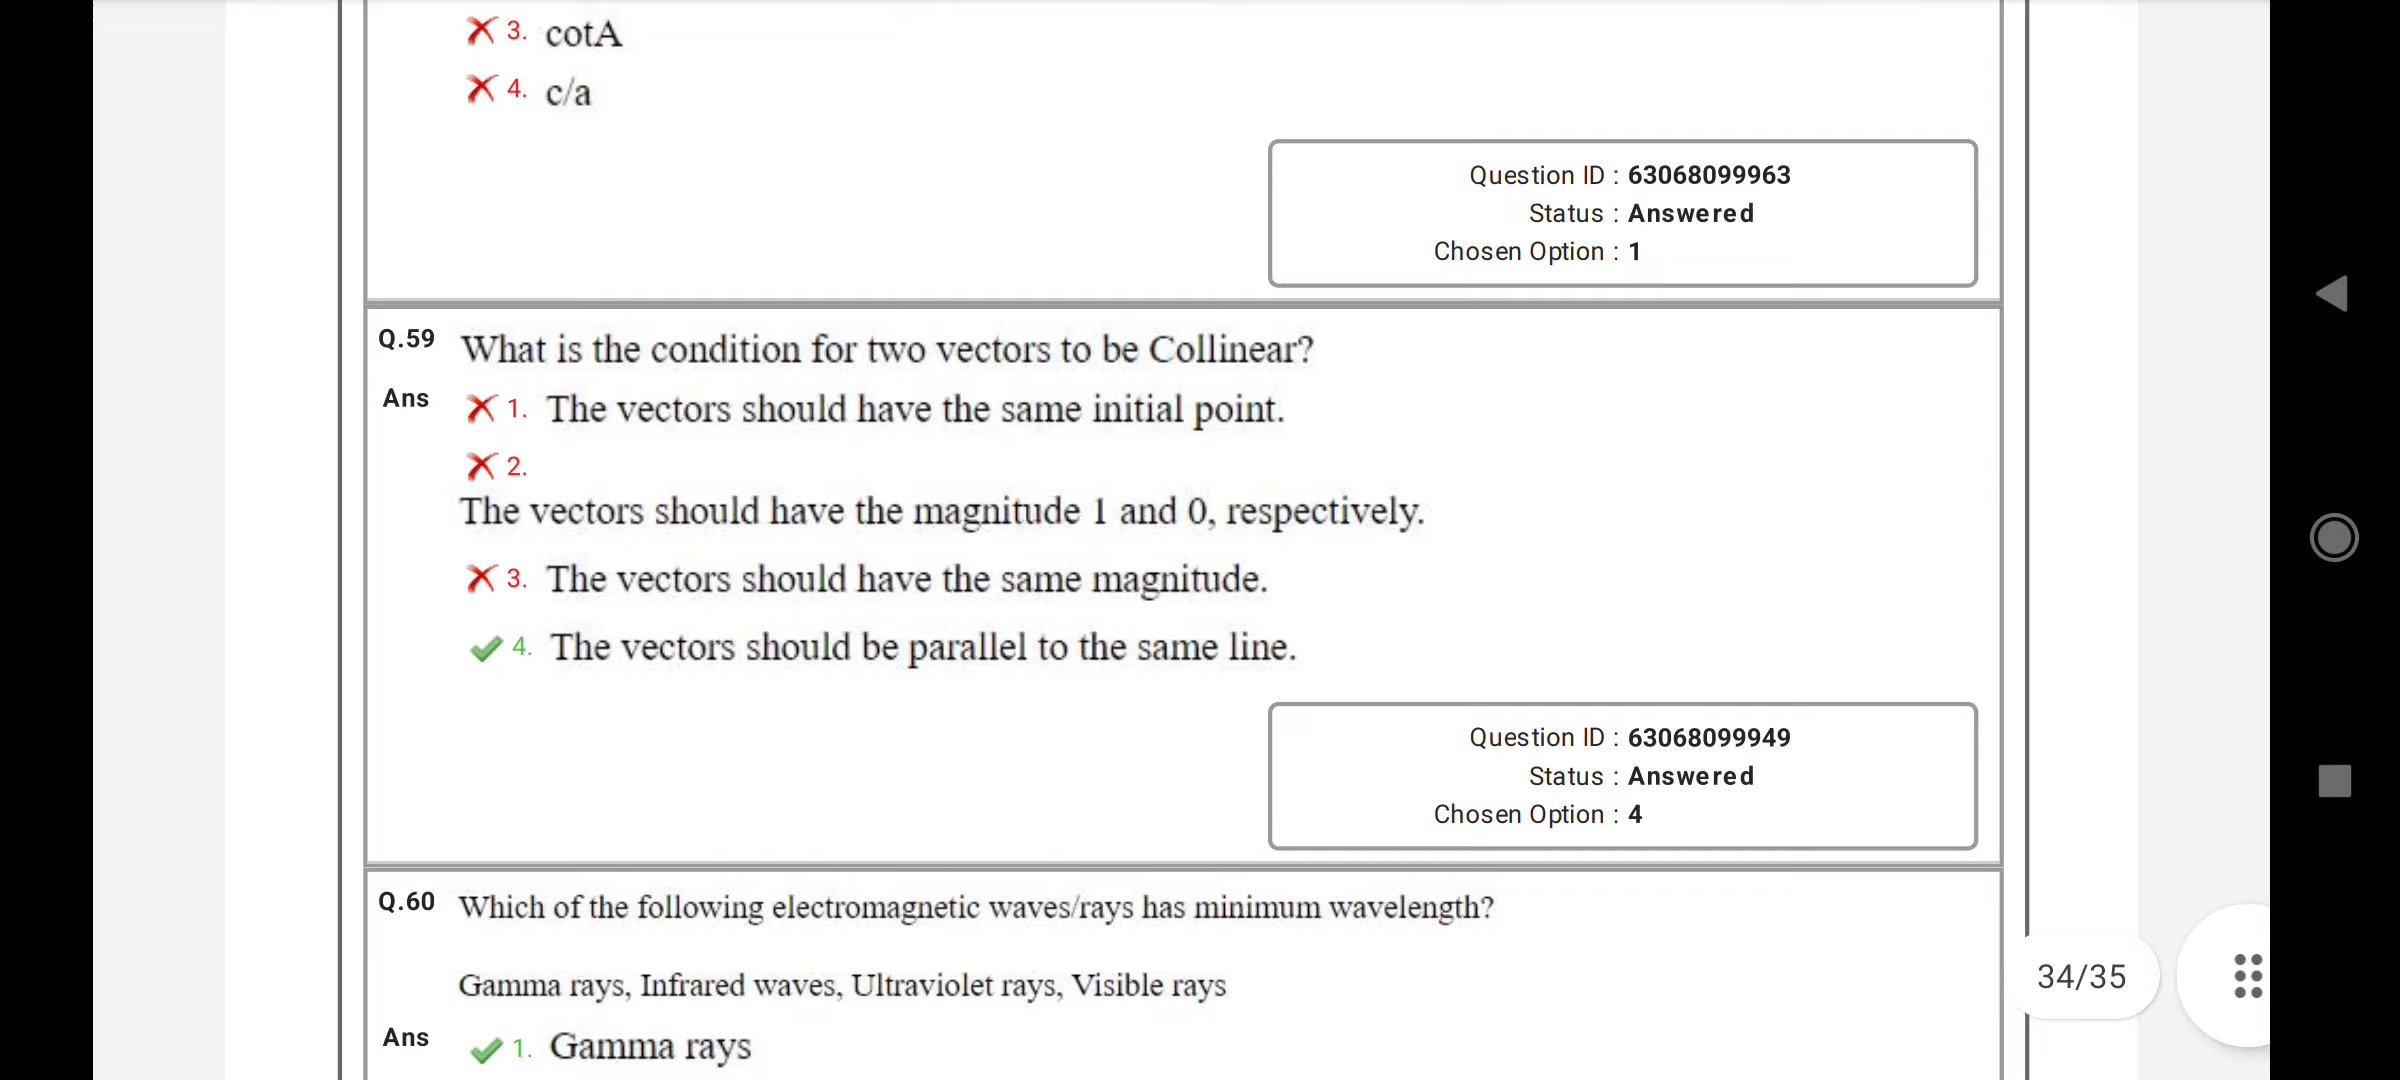 3. cotA
4. c/a
Question ID : 63068099963
Status : Answered
Chosen Option : 1
Q.59 What is the condition for two vectors to be Collinear?
Ans 1. The vectors should have the same initial point.
2.
The vectors should have the magnitude 1 and 0, respectively.
3. The vectors should have the same magnitude.
4. The vectors should be parallel to the same line.
Question ID : 63068099949
Status : Answered
Chosen Option : 4
Q.60 Which of the following electromagnetic waves/rays has minimum wavelength?
Gamma rays, Infrared waves, Ultraviolet rays, Visible rays
34/35
Ans 1. Gamma rays